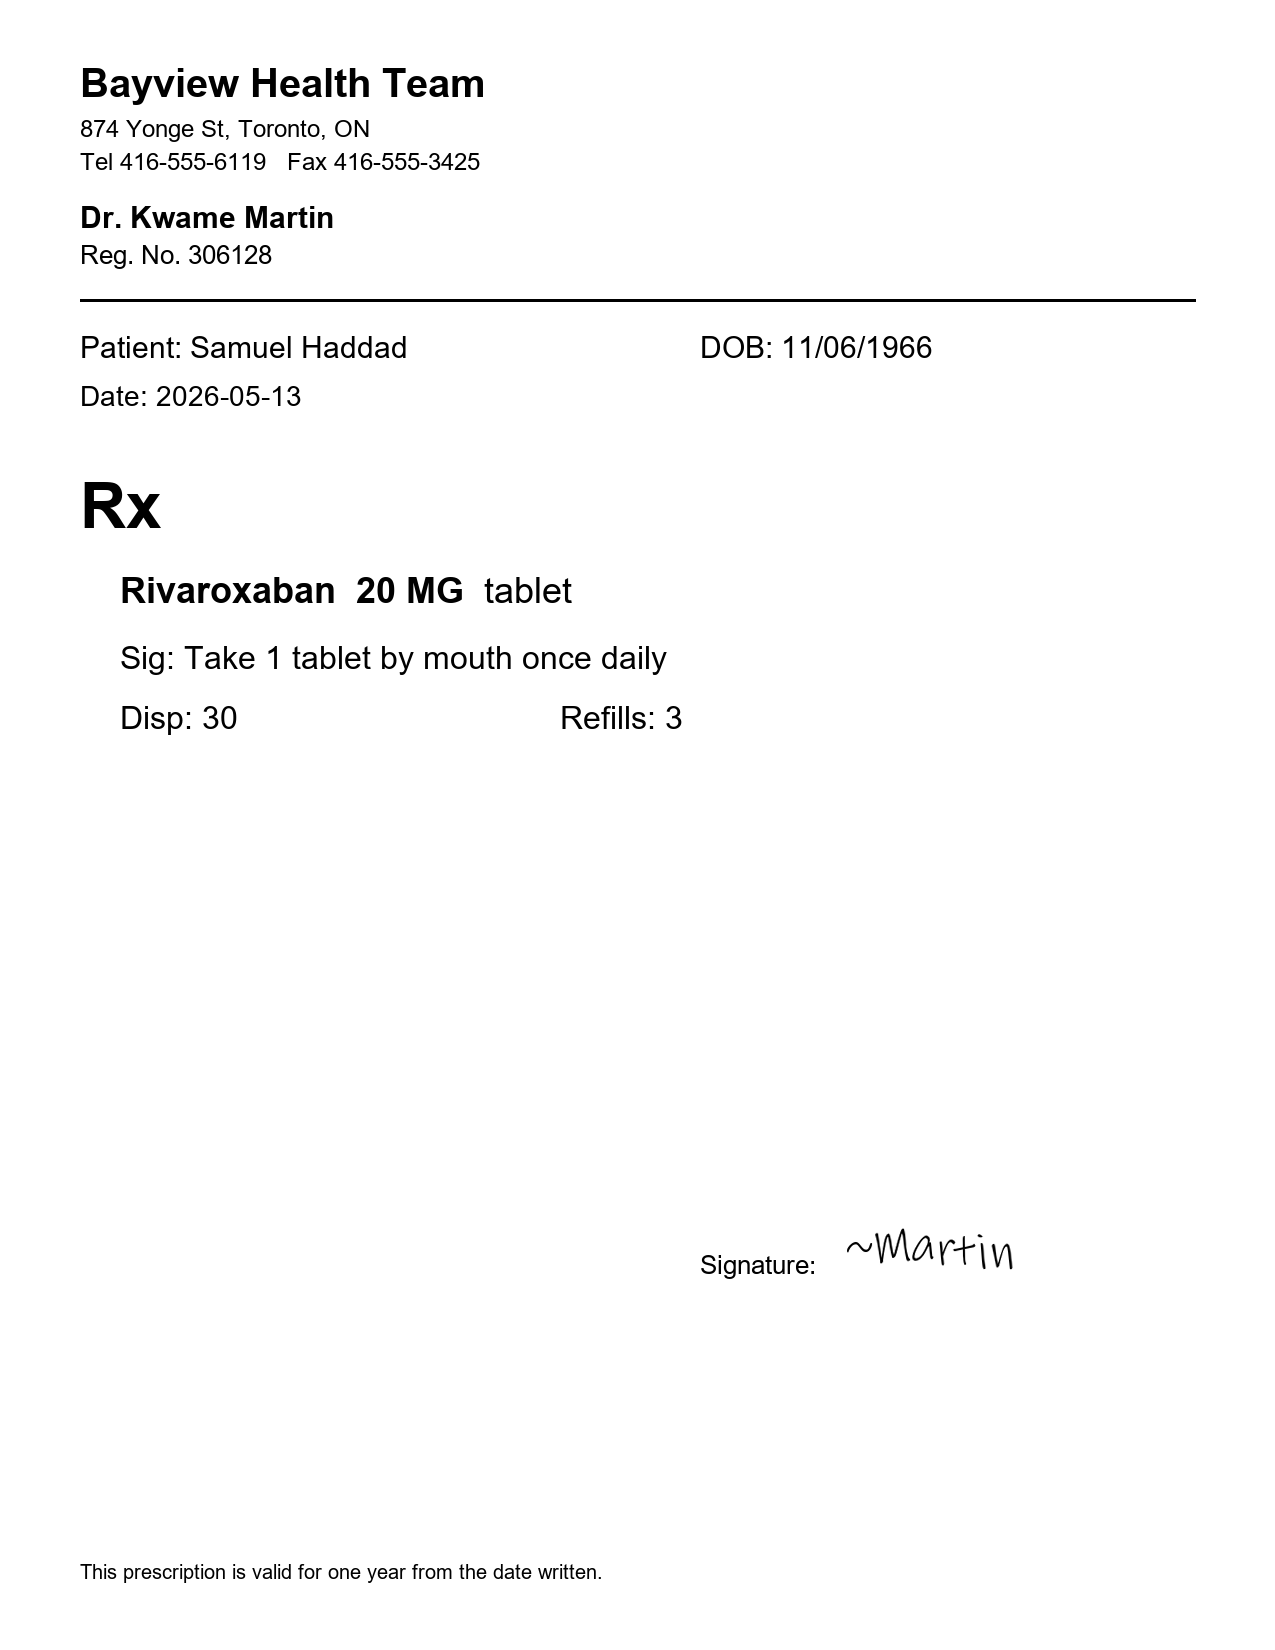 Bayview Health Team
874 Yonge St, Toronto, ON
Tel 416-555-6119 Fax 416-555-3425
Dr. Kwame Martin
Reg. No. 306128
Patient: Samuel Haddad DOB: 11/06/1966
Date: 2026-05-13
Rx
Rivaroxaban 20 MG tablet
Sig: Take 1 tablet by mouth once daily
Disp: 30 Refills: 3
Signature: ~Martin
This prescription is valid for one year from the date written.